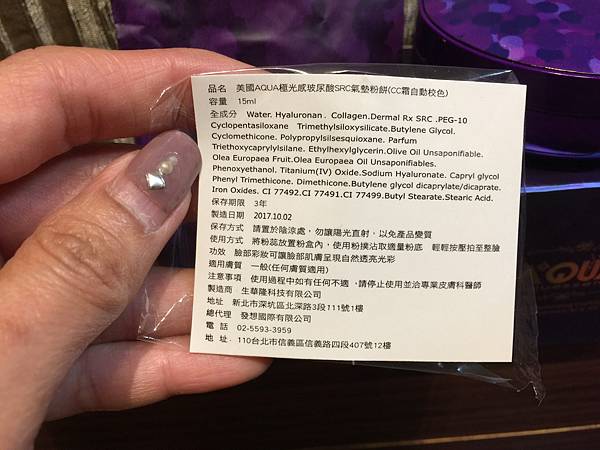 品名 美國AQUA極光感玻尿酸SRC氣墊粉餅(CC霜自動校色)
容量 15ml
全成分 Water. Hyaluronan . Collagen.Dermal Rx SRC .PEG-10
Cyclopentasiloxane Trimethylsiloxysilicate.Butylene Glycol.
Cyclomethicone. Polypropylsilsesquioxane. Parfum
Triethoxycaprylylsilane. Ethylhexylglycerin.Olive Oil Unsaponifiable.
Olea Europaea Fruit.Olea Europaea Oil Unsaponifiables.
Phenoxyethanol. Titanium(IV) Oxide.Sodium Hyaluronate. Capryl glycol
Phenyl Trimethicone. Dimethicone.Butylene glycol dicaprylate/dicaprate.
Iron Oxides. CI 77492.CI 77491.CI 77499.Butyl Stearate.Stearic Acid.
保存期限 3年
製造日期 2017.10.02
保存方式 請置於陰涼處，勿讓陽光直射，以免產品變質
使用方式 將粉蕊放置粉盒內，使用粉撲沾取適量粉底 輕輕按壓拍至整臉
功效 臉部彩妝可讓臉部肌膚呈現自然透亮光彩
適用膚質 一般(任何膚質適用)
注意事項 使用過程中如有任何不適，請停止使用並洽專業皮膚科醫師
製造商 生華隆科技有限公司
地址 新北市深坑區北深路3段111號1樓
總代理 發想國際有限公司
電 話 02-5593-3959
地 址. 110台北市信義區信義路四段407號12樓